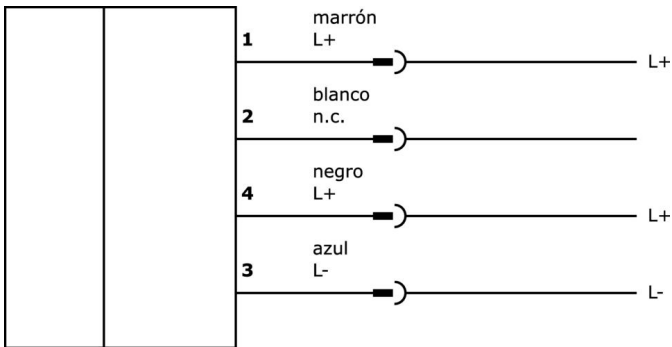 marrón
1 L+
L+
blanco
2 n.c.
negro
4 L+
L+
azul
3 L-
L-